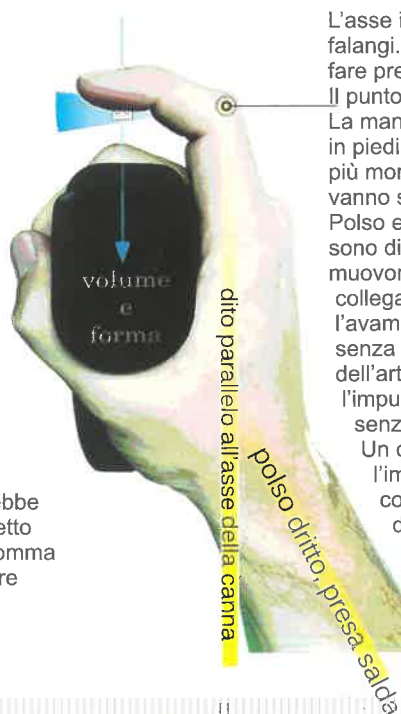 L'asse i
falangi.
fare pre
Il punto
La man
in piedi
più mor
vanno s
Polso e
sono di
muovor
collega
l'avam
senza
dell'art
l'impu
senz
Un c
l'im
co
d
volume
e
forma
dito parallelo all'asse della canna
polso dritto, presa salda
ebbe
etto
omma
re
11